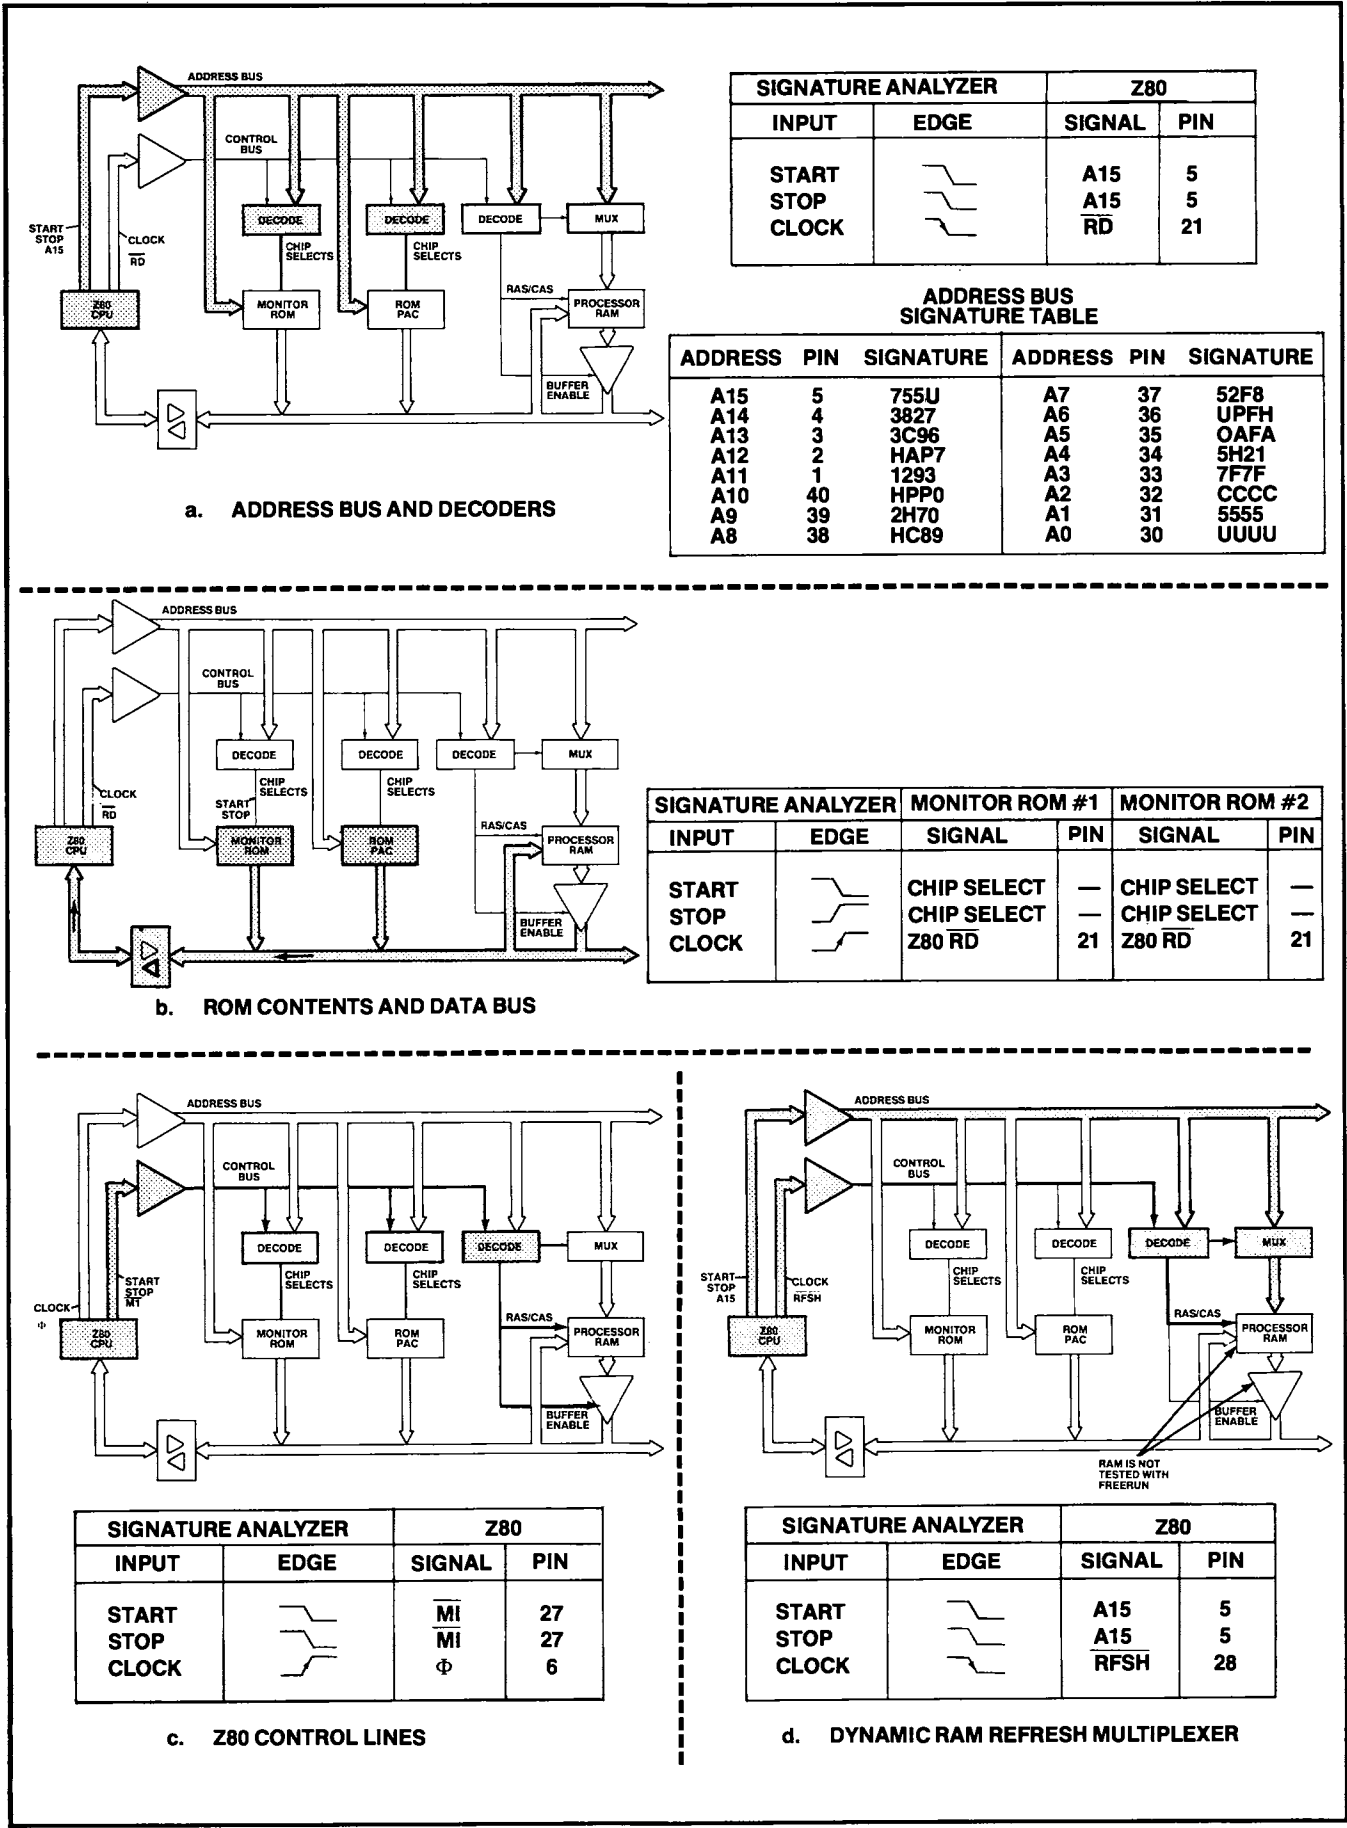 ADDRESS BUS
CONTROL
BUS
START
STOP
A15
CLOCK
RD
DECODE
DECODE
DECODE
MUX
CHIP
SELECTS
CHIP
SELECTS
RAS/CAS
Z80
CPU
MONITOR
ROM
ROM
PAC
PROCESSOR
RAM
BUFFER
ENABLE
a. ADDRESS BUS AND DECODERS
SIGNATURE ANALYZER Z80
INPUT EDGE SIGNAL PIN
START A15 5
STOP A15 5
CLOCK RD 21
ADDRESS BUS
SIGNATURE TABLE
ADDRESS PIN SIGNATURE ADDRESS PIN SIGNATURE
A15 5 755U A7 37 52F8
A14 4 3827 A6 36 UPFH
A13 3 3C96 A5 35 OAFA
A12 2 HAP7 A4 34 5H21
A11 1 1293 A3 33 7F7F
A10 40 HPP0 A2 32 CCCC
A9 39 2H70 A1 31 5555
A8 38 HC89 A0 30 UUUU
ADDRESS BUS
CONTROL
BUS
DECODE
DECODE
DECODE
MUX
CLOCK
RD
CHIP
SELECTS
START
STOP
CHIP
SELECTS
RAS/CAS
Z80
CPU
MONITOR
ROM
ROM
PAC
PROCESSOR
RAM
BUFFER
ENABLE
b. ROM CONTENTS AND DATA BUS
SIGNATURE ANALYZER MONITOR ROM #1 MONITOR ROM #2
INPUT EDGE SIGNAL PIN SIGNAL PIN
START CHIP SELECT — CHIP SELECT —
STOP CHIP SELECT — CHIP SELECT —
CLOCK Z80 RD 21 Z80 RD 21
ADDRESS BUS
CONTROL
BUS
DECODE
DECODE
DECODE
MUX
START
STOP
M1
CLOCK
Φ
CHIP
SELECTS
CHIP
SELECTS
RAS/CAS
Z80
CPU
MONITOR
ROM
ROM
PAC
PROCESSOR
RAM
BUFFER
ENABLE
SIGNATURE ANALYZER Z80
INPUT EDGE SIGNAL PIN
START MI 27
STOP MI 27
CLOCK Φ 6
c. Z80 CONTROL LINES
ADDRESS BUS
CONTROL
BUS
DECODE
DECODE
DECODE
MUX
START
STOP
A15
CLOCK
RFSH
CHIP
SELECTS
CHIP
SELECTS
RAS/CAS
Z80
CPU
MONITOR
ROM
ROM
PAC
PROCESSOR
RAM
BUFFER
ENABLE
RAM IS NOT
TESTED WITH
FREERUN
SIGNATURE ANALYZER Z80
INPUT EDGE SIGNAL PIN
START A15 5
STOP A15 5
CLOCK RFSH 28
d. DYNAMIC RAM REFRESH MULTIPLEXER